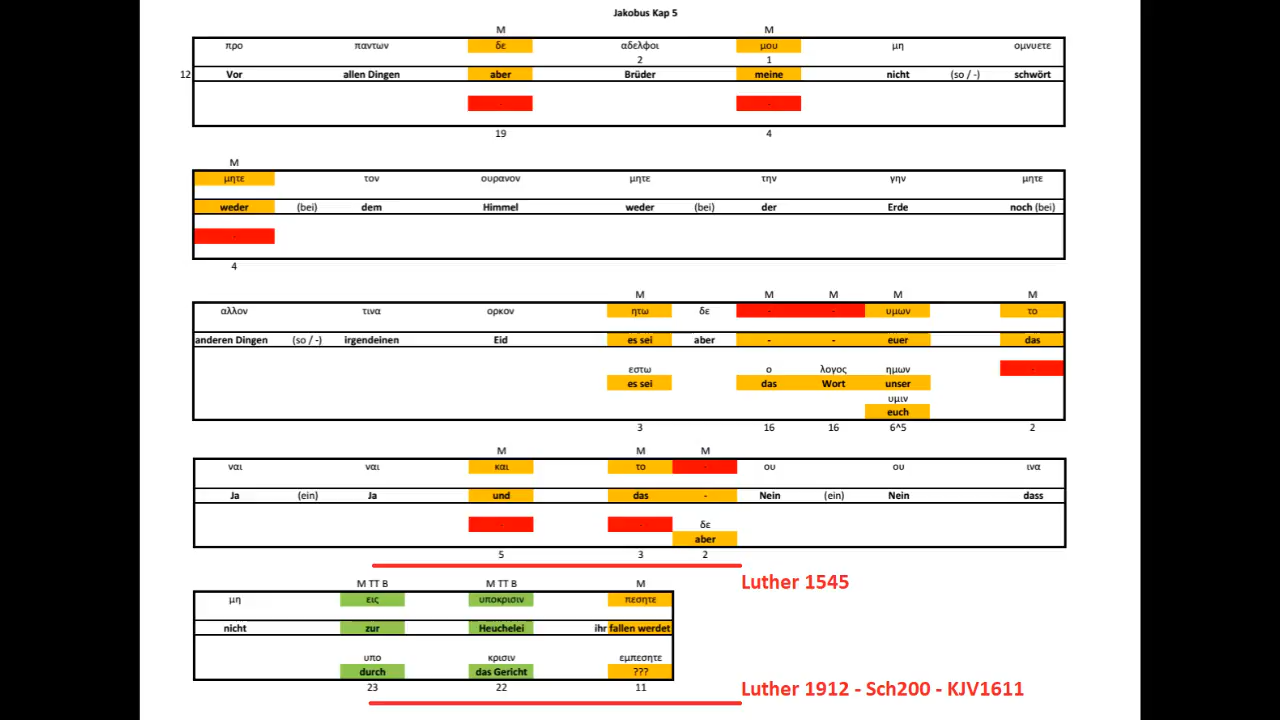 Jakobus Kap 5
M M
προ παντων δε αδελφοι μου μη ομνυετε
2 1
12 Vor allen Dingen aber Brüder meine nicht (so / -) schwört
- -
19 4
M
μητε τον ουρανον μητε την γην μητε
weder (bei) dem Himmel weder (bei) der Erde noch (bei)
-
4
M M M M M
αλλον τινα ορκον ητω δε - - υμων το
anderen Dingen (so / -) irgendeinen Eid es sei aber - - euer das
εστω ο λογος ημων -
es sei das Wort unser
υμιν
euch
3 16 16 6^5 2
M M M
ναι ναι και το - ου ου ινα
Ja (ein) Ja und das - Nein (ein) Nein dass
- - δε
aber
5 3 2
Luther 1545
M TT B M TT B M
μη εις υποκρισιν πεσητε
nicht zur Heuchelei ihr fallen werdet
υπο κρισιν εμπεσητε
durch das Gericht ???
23 22 11
Luther 1912 - Sch200 - KJV1611